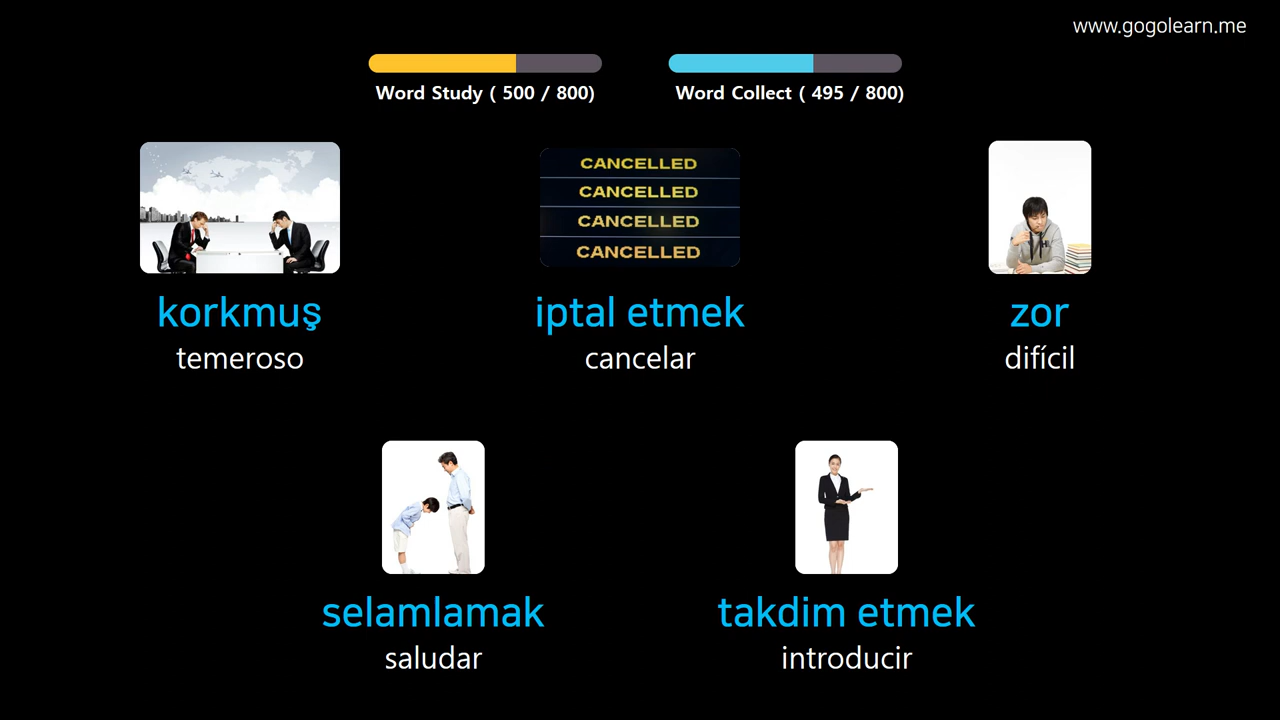 www.gogolearn.me
Word Study ( 500 / 800)
Word Collect ( 495 / 800)
CANCELLED
CANCELLED
CANCELLED
CANCELLED
korkmuş
temeroso
iptal etmek
cancelar
zor
difícil
selamlamak
saludar
takdim etmek
introducir